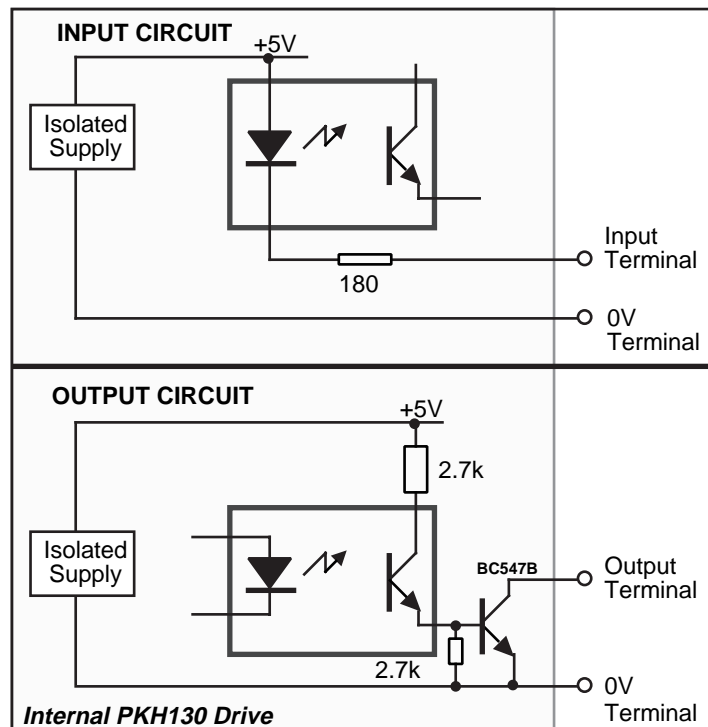 INPUT CIRCUIT
+5V
Isolated
Supply
180
Input
Terminal
0V
Terminal
OUTPUT CIRCUIT
+5V
2.7k
Isolated
Supply
BC547B
Output
Terminal
2.7k
0V
Terminal
Internal PKH130 Drive